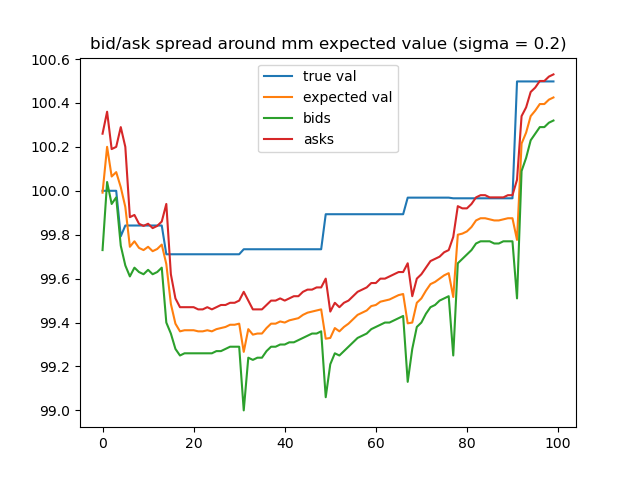 bid/ask spread around mm expected value (sigma = 0.2)
100.6
100.4
100.2
100.0
99.8
99.6
99.4
99.2
99.0
true val
expected val
bids
asks
0 20 40 60 80 100